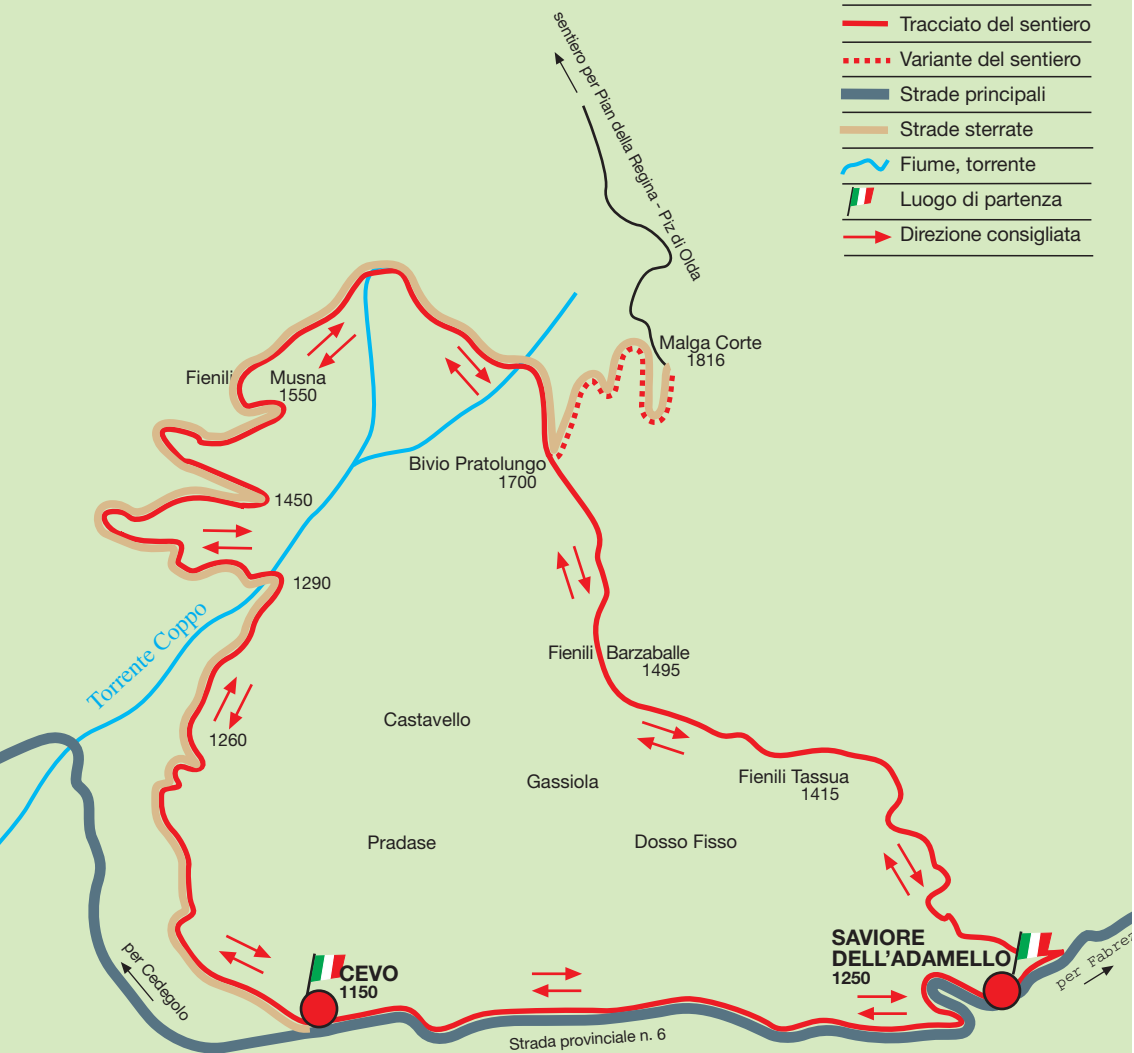 Tracciato del sentiero
Variante del sentiero
Strade principali
Strade sterrate
Fiume, torrente
Luogo di partenza
Direzione consigliata
sentiero per Pian della Regina - Piz di Olda
Malga Corte
1816
Fienili Musna
1550
Bivio Pratolungo
1700
1450
1290
Torrente Coppo
Fienili Barzaballe
1495
1260
Castavello
Gassiola
Fienili Tassua
1415
Pradase
Dosso Fisso
SAVIORE
DELL'ADAMELLO
1250
per Fabrez
per Cedegolo
CEVO
1150
Strada provinciale n. 6